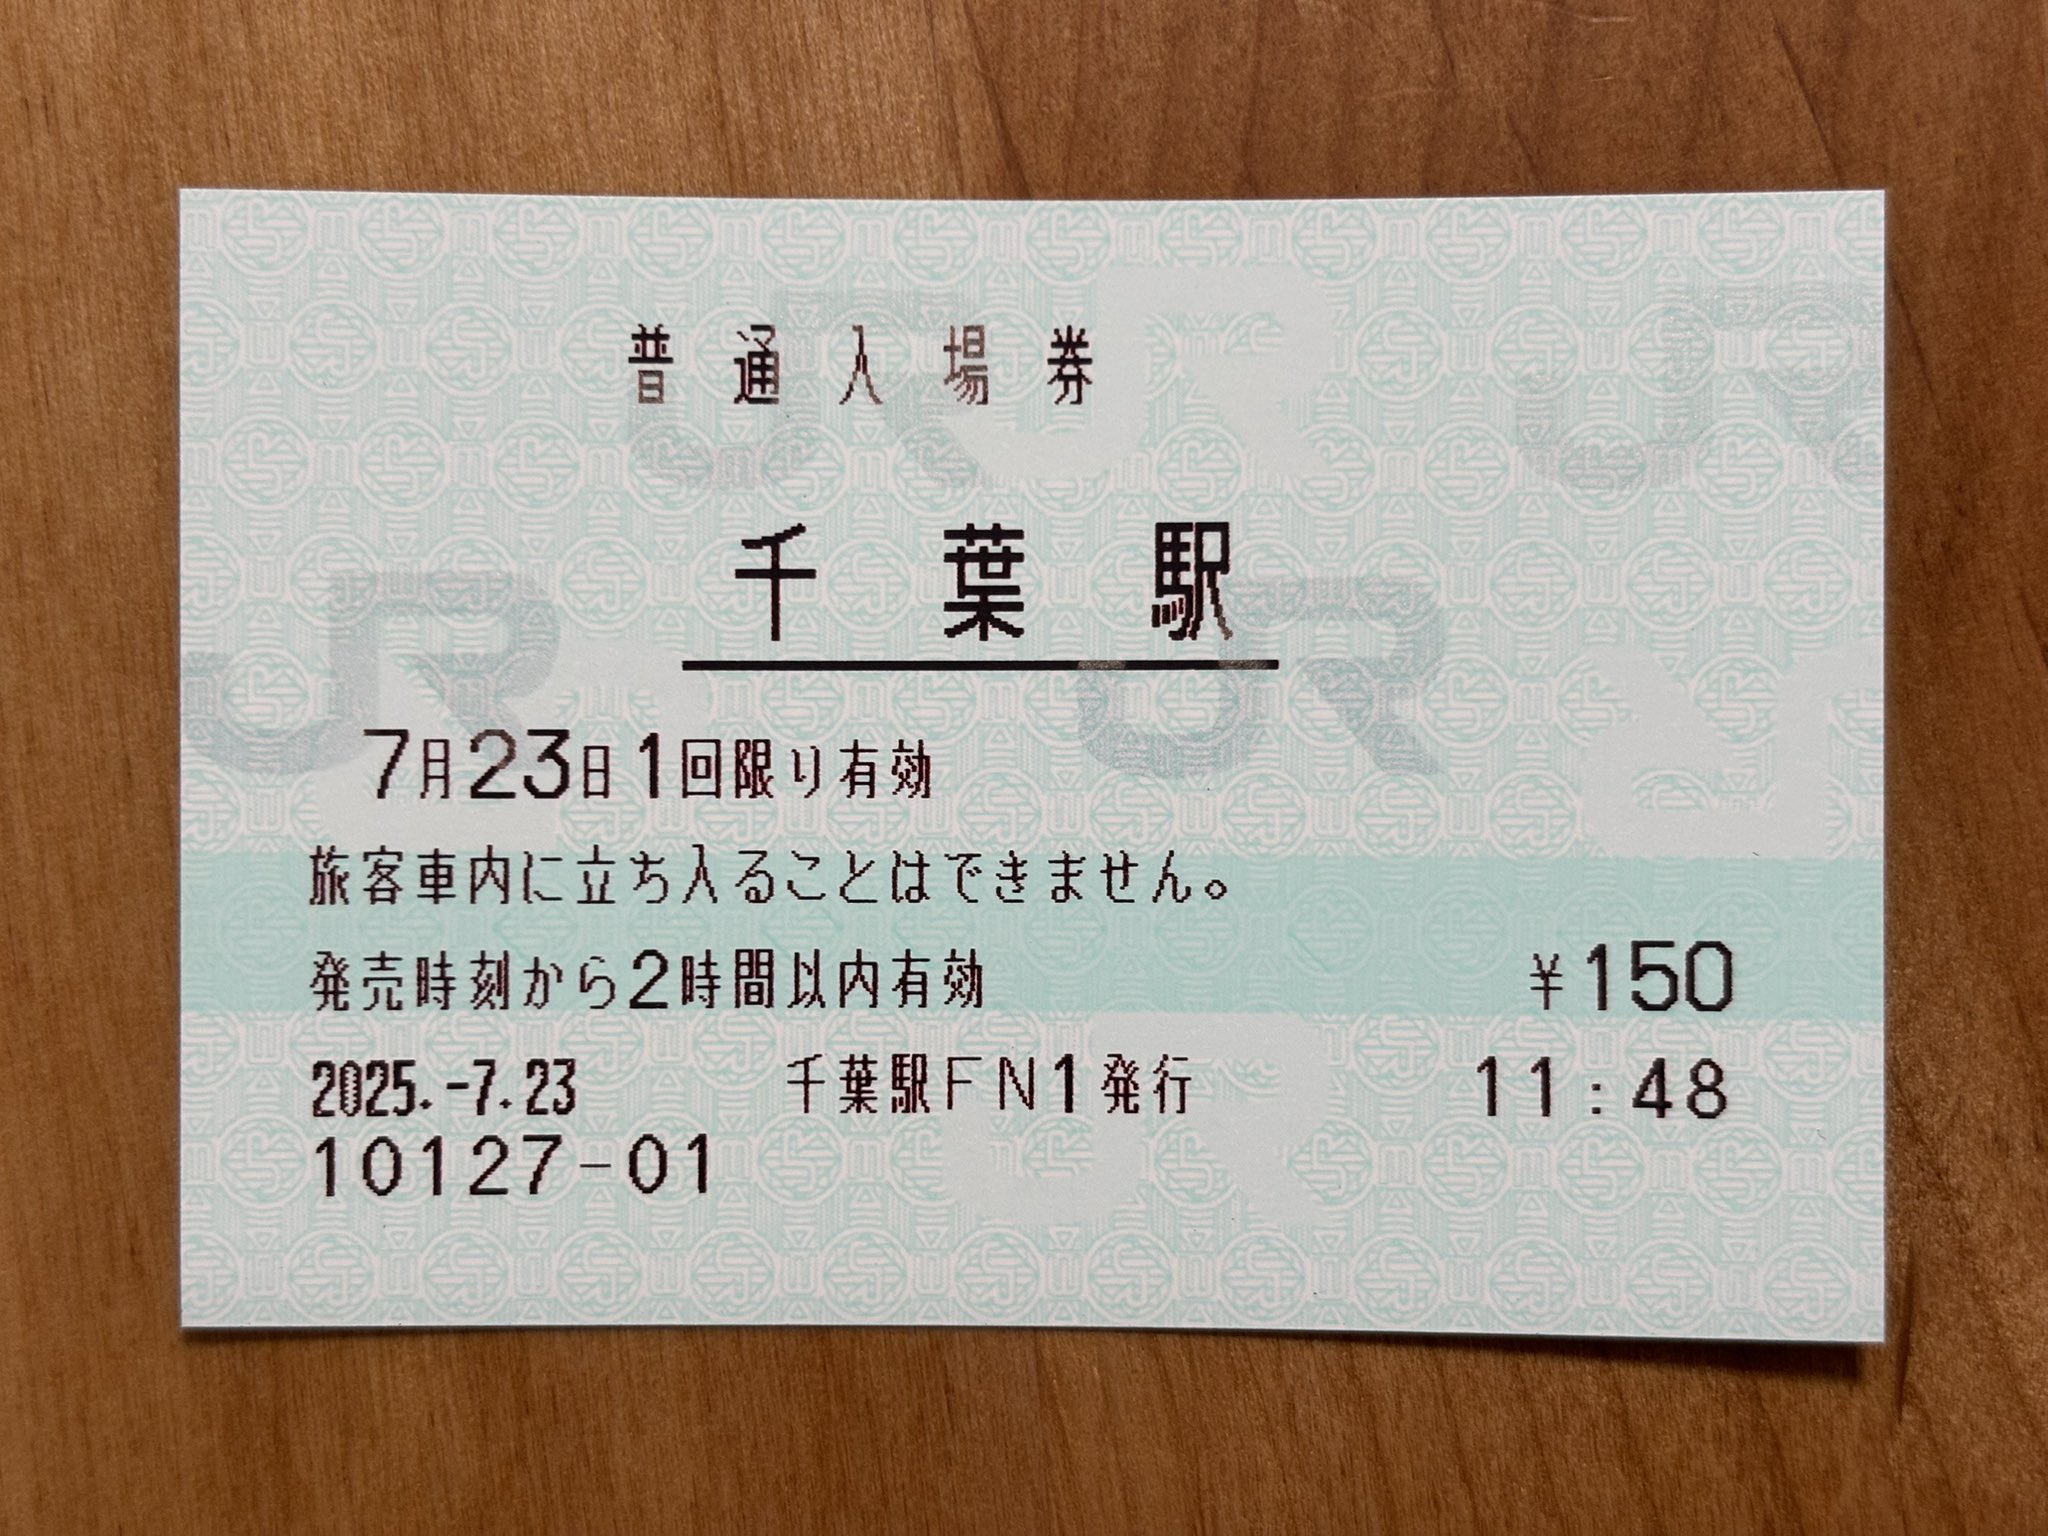 普通入場券
千葉駅
7月23日1回限り有効
旅客車内に立ち入ることはできません。
発売時刻から2時間以内有効 ¥150
2025.-7.23 千葉駅FN1発行 11:48
10127-01